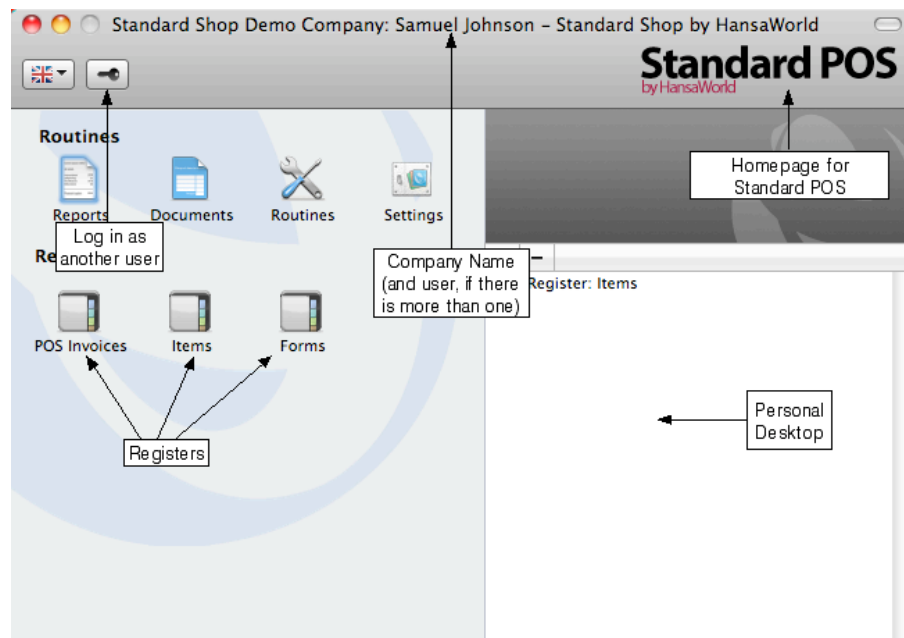 Standard Shop Demo Company: Samuel Johnson – Standard Shop by HansaWorld
Standard POS
by HansaWorld
Homepage for
Standard POS
Routines
Reports
Documents
Routines
Settings
Log in as
another user
Re
Company Name
(and user, if there
is more than one)
Register: Items
POS Invoices
Items
Forms
Registers
Personal
Desktop